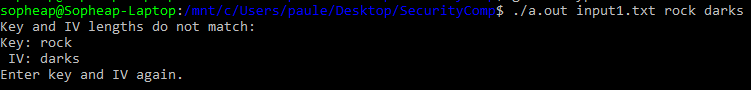 sopheap@Sopheap-Laptop:/mnt/c/Users/paule/Desktop/SecurityComp$ ./a.out input1.txt rock darks
Key and IV lengths do not match:
Key: rock
 IV: darks
Enter key and IV again.